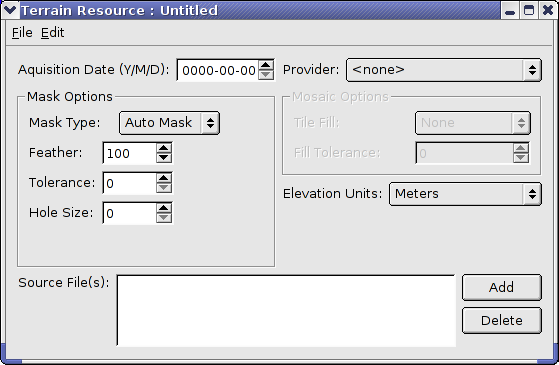 Terrain Resource : Untitled
File Edit
Aquisition Date (Y/M/D): 0000-00-00 Provider: <none>
Mask Options
Mosaic Options
Mask Type: Auto Mask
Tile Fill: None
Feather: 100
Fill Tolerance: 0
Tolerance: 0
Elevation Units: Meters
Hole Size: 0
Source File(s):
Add
Delete